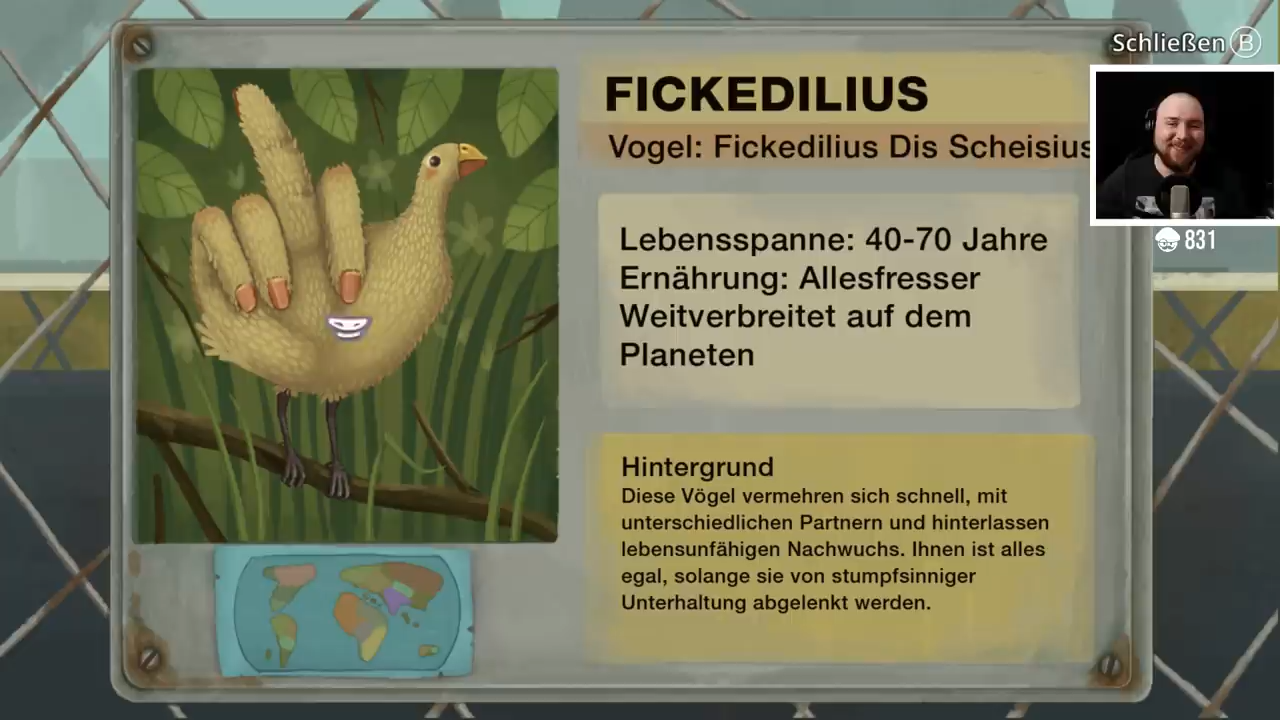 Schließen B
FICKEDILIUS
Vogel: Fickedilius Dis Scheisius
831
Lebensspanne: 40-70 Jahre
Ernährung: Allesfresser
Weitverbreitet auf dem
Planeten
Hintergrund
Diese Vögel vermehren sich schnell, mit
unterschiedlichen Partnern und hinterlassen
lebensunfähigen Nachwuchs. Ihnen ist alles
egal, solange sie von stumpfsinniger
Unterhaltung abgelenkt werden.